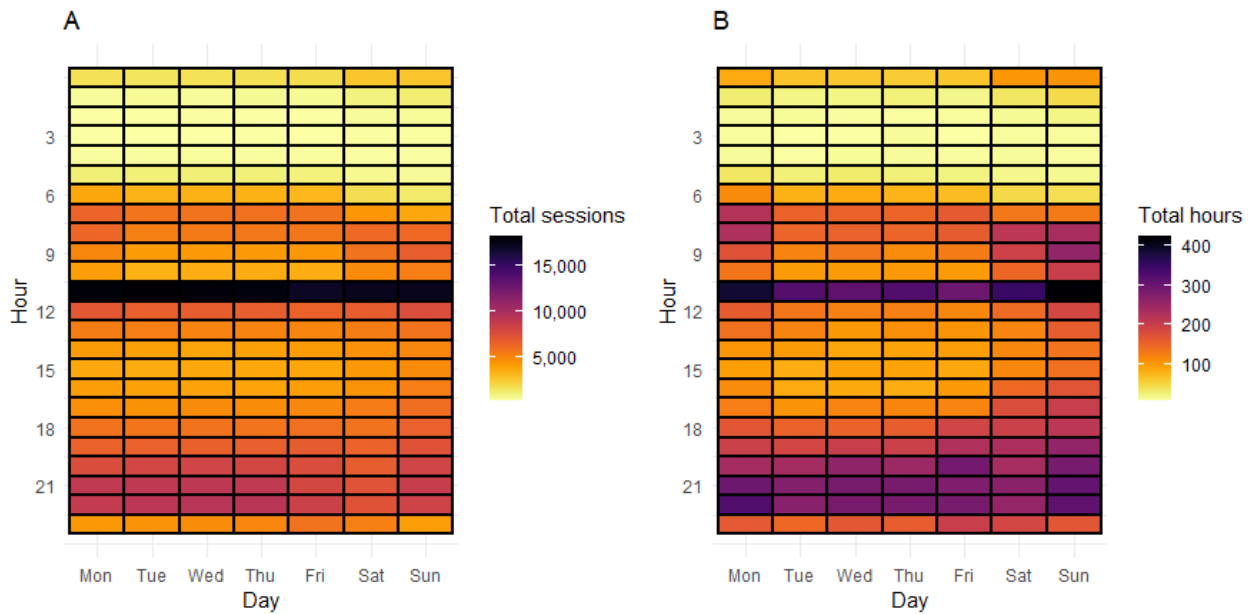 A
Hour
3
6
9
12
15
18
21
Mon Tue Wed Thu Fri Sat Sun
Day
Total sessions
15,000
10,000
5,000
B
Hour
3
6
9
12
15
18
21
Mon Tue Wed Thu Fri Sat Sun
Day
Total hours
400
300
200
100